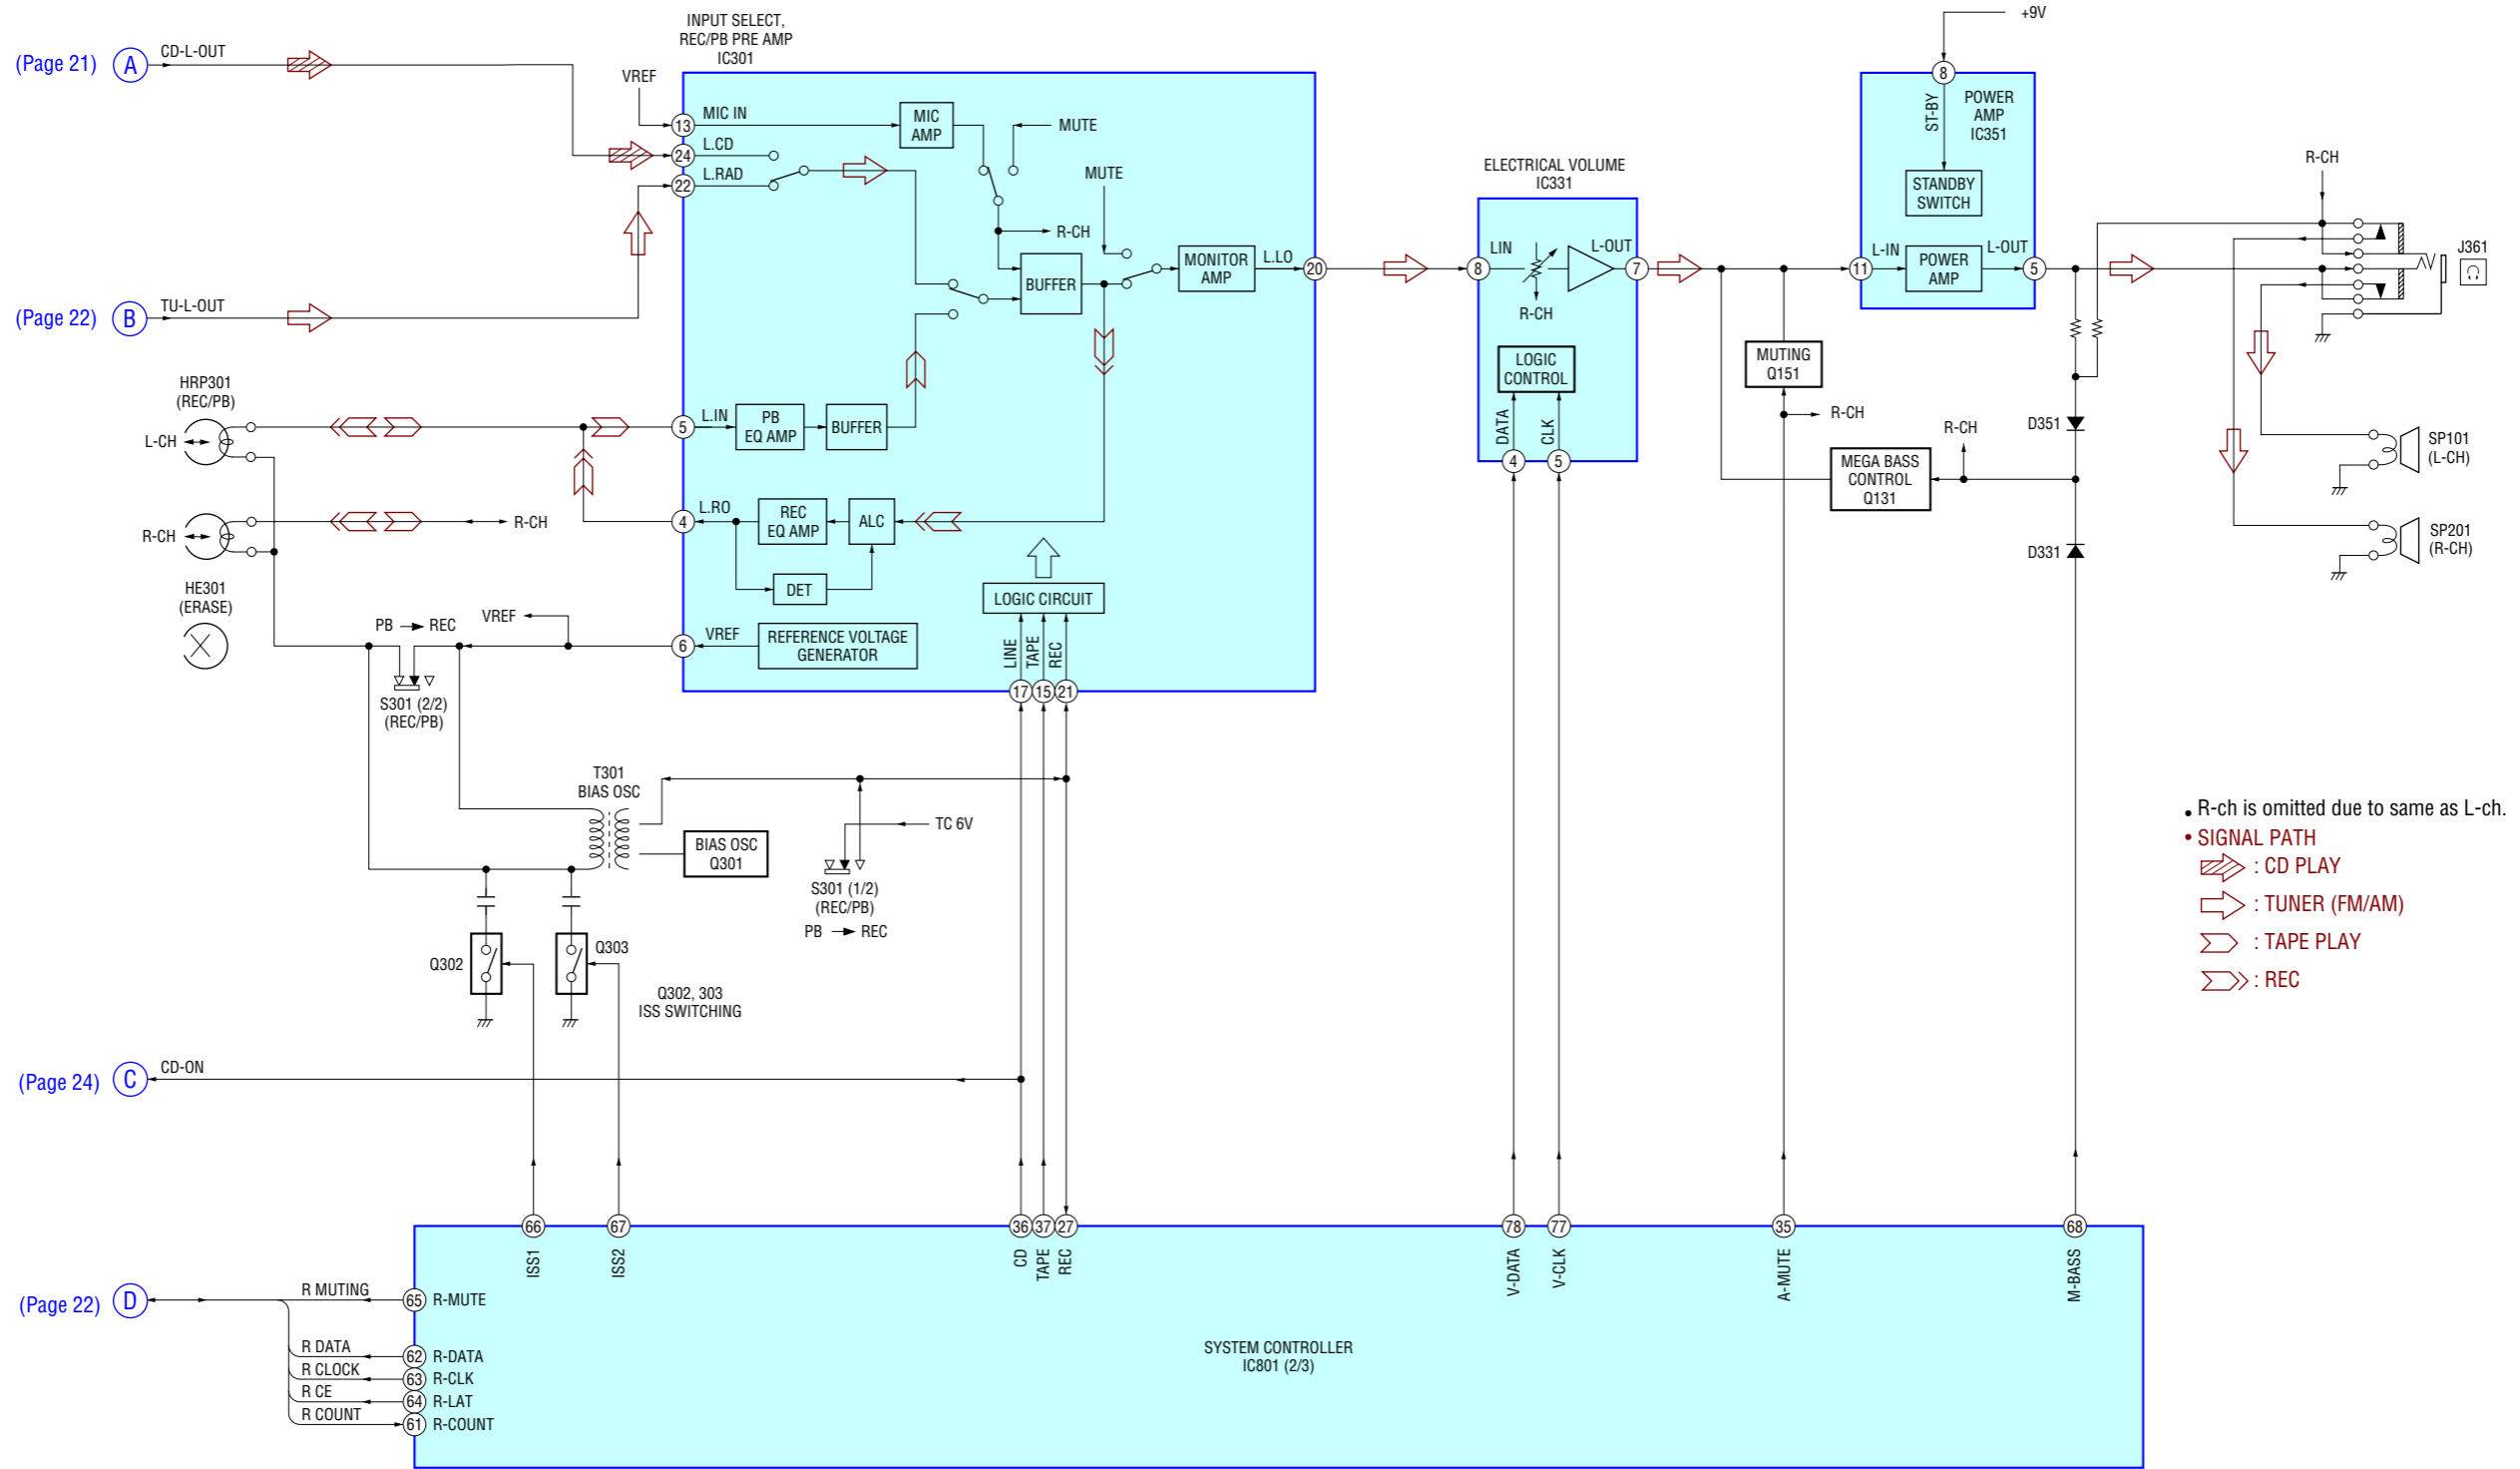 INPUT SELECT,
REC/PB PRE AMP
IC301
+9V
(Page 21)
A
CD-L-OUT
VREF
13
MIC IN
MIC
AMP
MUTE
24
L.CD
22
L.RAD
MUTE
R-CH
BUFFER
MONITOR
AMP
L.LO
20
(Page 22)
B
TU-L-OUT
HRP301
(REC/PB)
L-CH
5
L.IN
PB
EQ AMP
BUFFER
R-CH
R-CH
4
L.RO
REC
EQ AMP
ALC
DET
LOGIC CIRCUIT
HE301
(ERASE)
PB → REC
VREF
6
VREF
REFERENCE VOLTAGE
GENERATOR
LINE
TAPE
REC
17
15
21
S301 (2/2)
(REC/PB)
ELECTRICAL VOLUME
IC331
8
LIN
L-OUT
7
R-CH
LOGIC
CONTROL
DATA
CLK
4
5
8
ST-BY
POWER
AMP
IC351
STANDBY
SWITCH
11
L-IN
POWER
AMP
L-OUT
5
MUTING
Q151
R-CH
R-CH
MEGA BASS
CONTROL
Q131
D351
D331
R-CH
J361
SP101
(L-CH)
SP201
(R-CH)
T301
BIAS OSC
BIAS OSC
Q301
TC 6V
S301 (1/2)
(REC/PB)
PB → REC
Q302
Q303
Q302, 303
ISS SWITCHING
• R-ch is omitted due to same as L-ch.
• SIGNAL PATH
: CD PLAY
: TUNER (FM/AM)
: TAPE PLAY
: REC
(Page 24)
C
CD-ON
66
67
36
37
27
78
77
35
68
ISS1
ISS2
CD
TAPE
REC
V-DATA
V-CLK
A-MUTE
M-BASS
(Page 22)
D
R MUTING
65
R-MUTE
R DATA
62
R-DATA
R CLOCK
63
R-CLK
R CE
64
R-LAT
R COUNT
61
R-COUNT
SYSTEM CONTROLLER
IC801 (2/3)